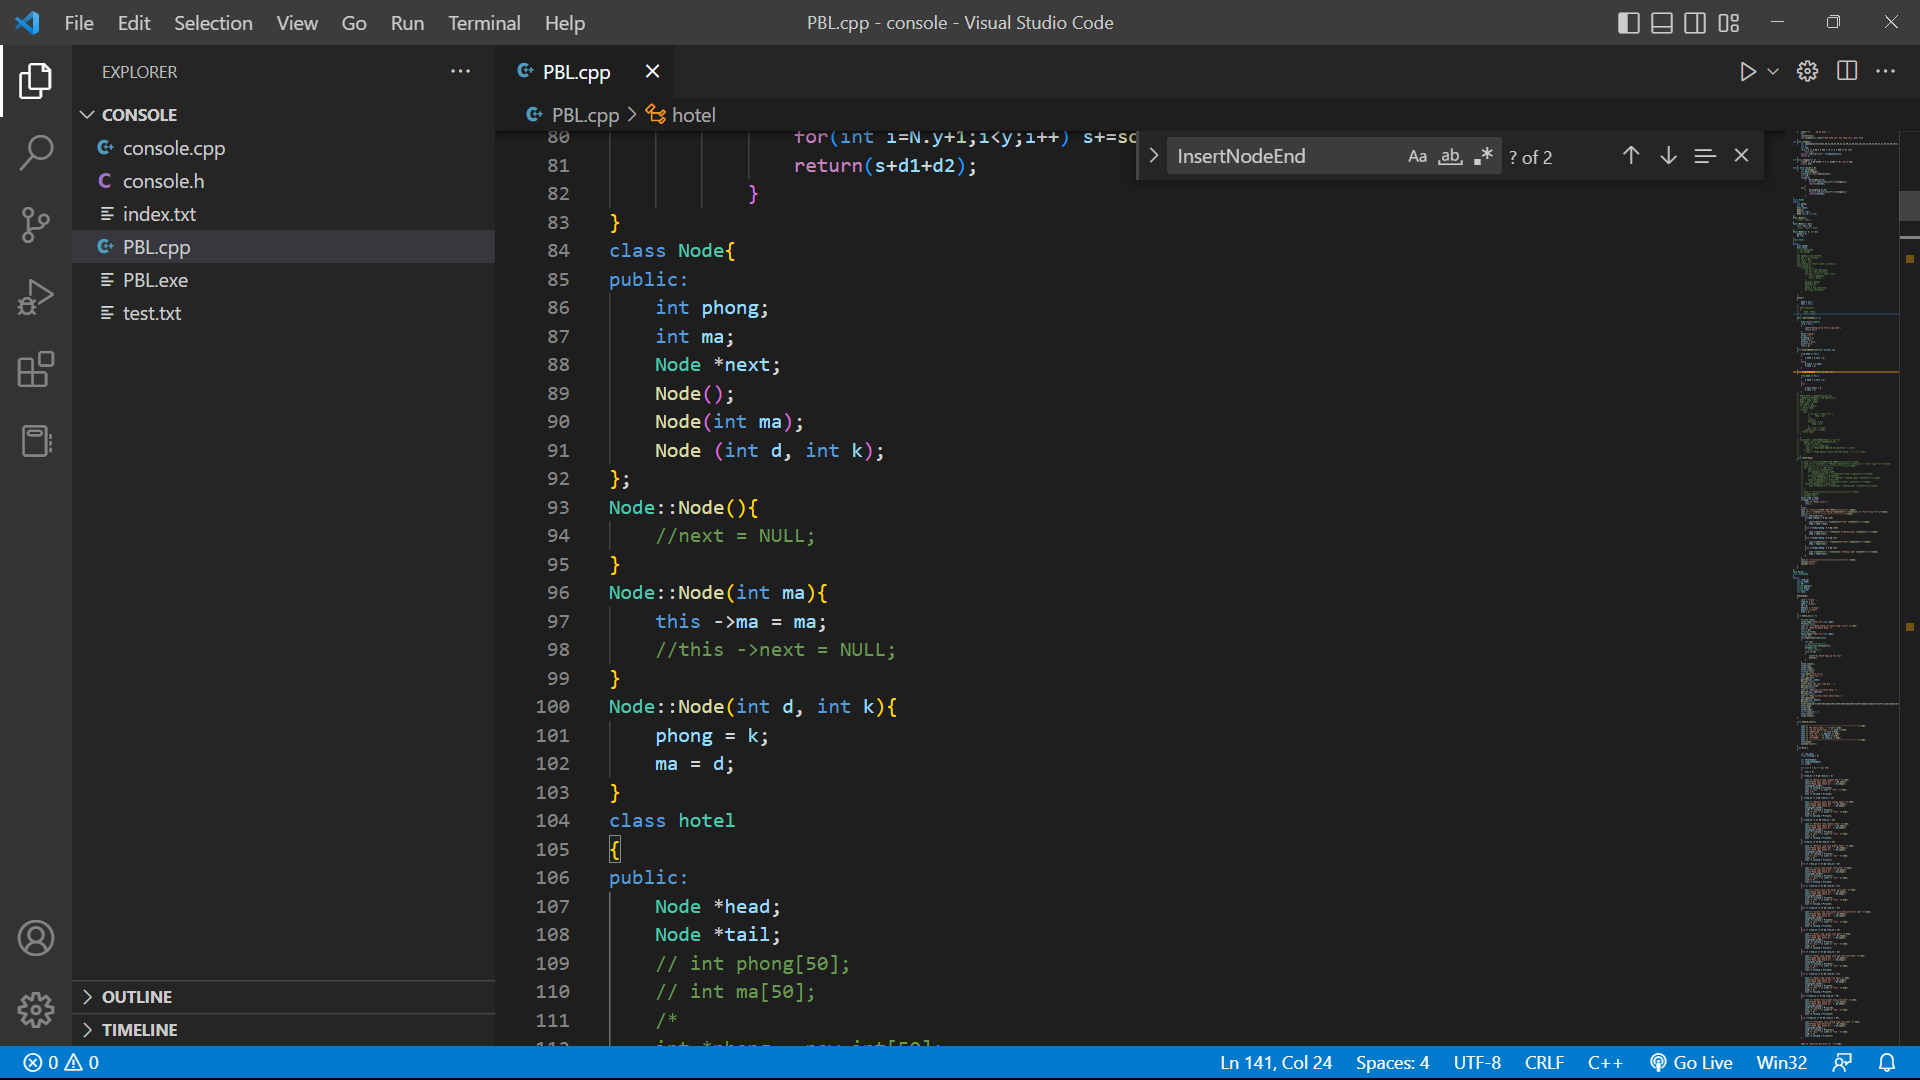 File Edit Selection View Go Run Terminal Help PBL.cpp - console - Visual Studio Code
EXPLORER
CONSOLE
console.cpp
console.h
index.txt
PBL.cpp
PBL.exe
test.txt
OUTLINE
TIMELINE
PBL.cpp
PBL.cpp > hotel
InsertNodeEnd Aa ab .* ? of 2
80 for(int i=N.y+1;i<y;i++) s+=so
81 return(s+d1+d2);
82 }
83 }
84 class Node{
85 public:
86 int phong;
87 int ma;
88 Node *next;
89 Node();
90 Node(int ma);
91 Node (int d, int k);
92 };
93 Node::Node(){
94 //next = NULL;
95 }
96 Node::Node(int ma){
97 this ->ma = ma;
98 //this ->next = NULL;
99 }
100 Node::Node(int d, int k){
101 phong = k;
102 ma = d;
103 }
104 class hotel
105 {
106 public:
107 Node *head;
108 Node *tail;
109 // int phong[50];
110 // int ma[50];
111 /*
112 int *phong = new int[50];
0 0 Ln 141, Col 24 Spaces: 4 UTF-8 CRLF C++ Go Live Win32